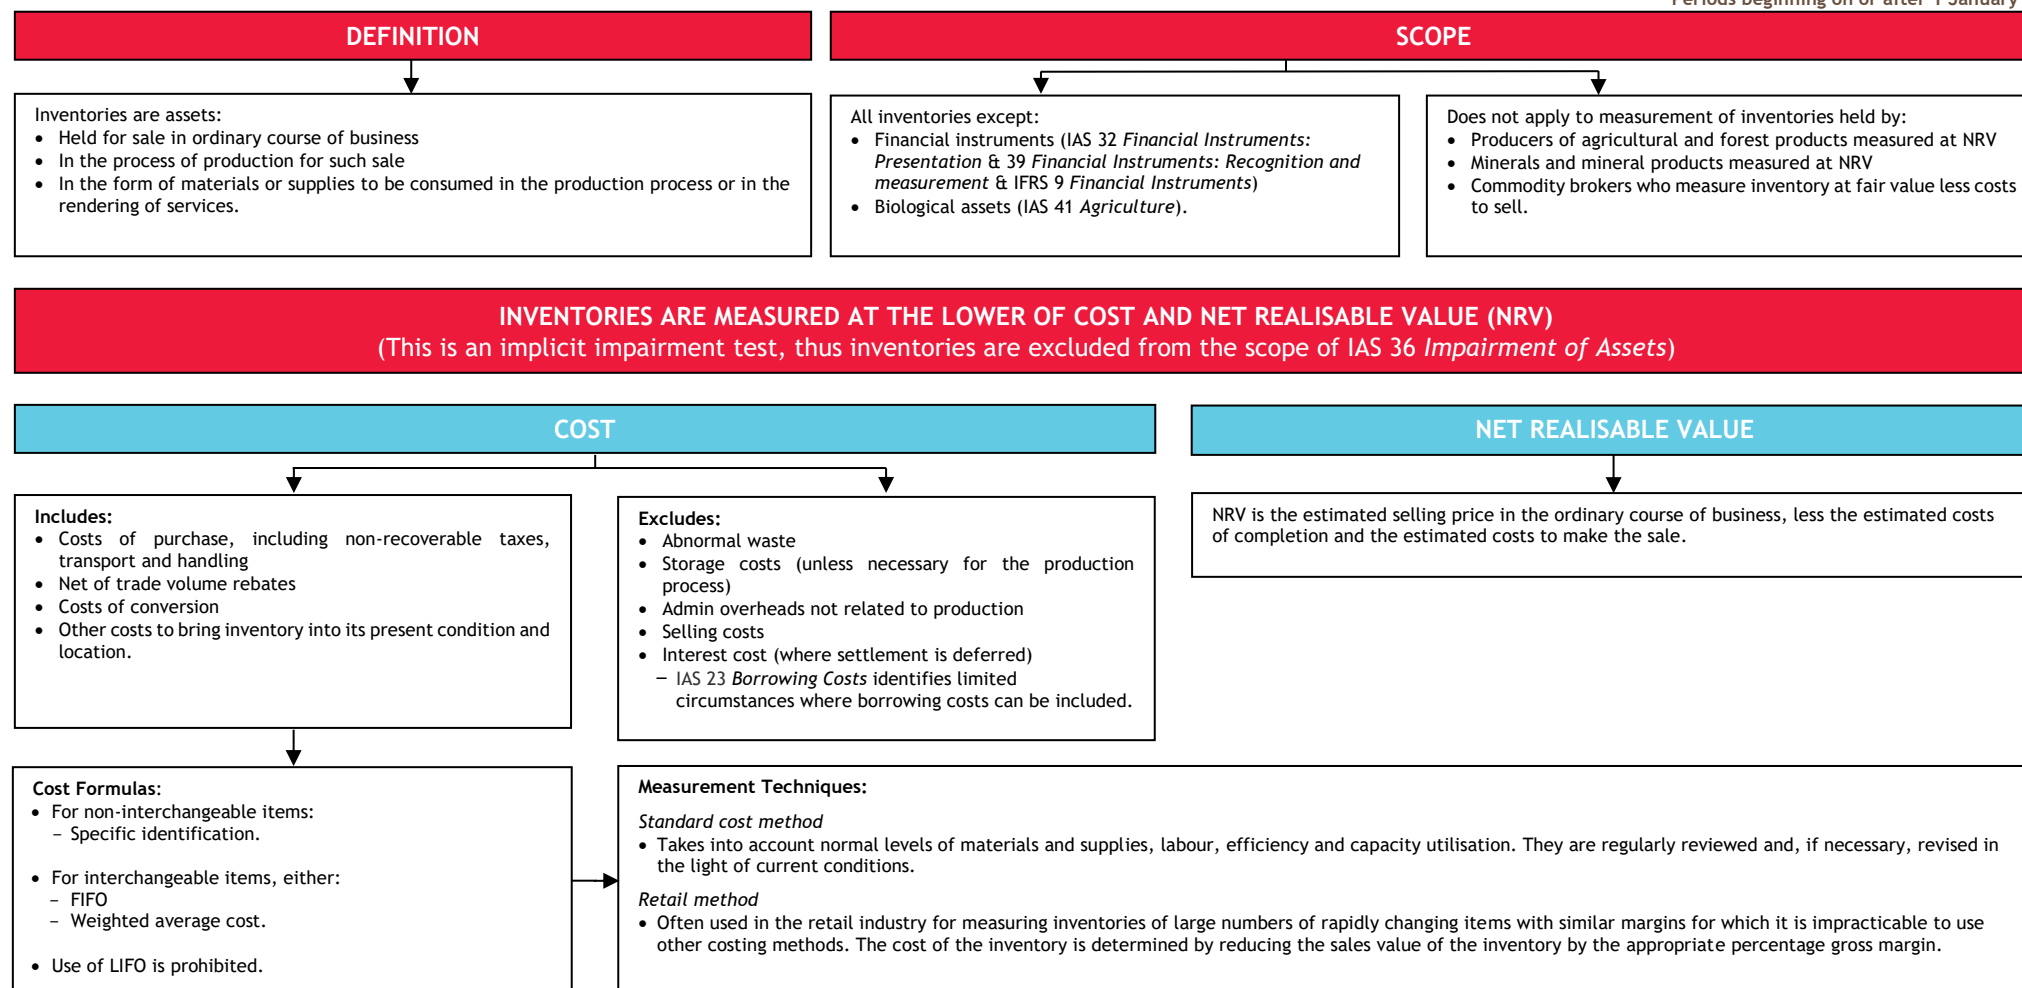 Periods beginning on or after 1 January
DEFINITION
Inventories are assets:
• Held for sale in ordinary course of business
• In the process of production for such sale
• In the form of materials or supplies to be consumed in the production process or in the
rendering of services.
SCOPE
All inventories except:
• Financial instruments (IAS 32 Financial Instruments:
Presentation & 39 Financial Instruments: Recognition and
measurement & IFRS 9 Financial Instruments)
• Biological assets (IAS 41 Agriculture).
Does not apply to measurement of inventories held by:
• Producers of agricultural and forest products measured at NRV
• Minerals and mineral products measured at NRV
• Commodity brokers who measure inventory at fair value less costs
to sell.
INVENTORIES ARE MEASURED AT THE LOWER OF COST AND NET REALISABLE VALUE (NRV)
(This is an implicit impairment test, thus inventories are excluded from the scope of IAS 36 Impairment of Assets)
COST
Includes:
• Costs of purchase, including non-recoverable taxes,
transport and handling
• Net of trade volume rebates
• Costs of conversion
• Other costs to bring inventory into its present condition and
location.
Excludes:
• Abnormal waste
• Storage costs (unless necessary for the production
process)
• Admin overheads not related to production
• Selling costs
• Interest cost (where settlement is deferred)
− IAS 23 Borrowing Costs identifies limited
circumstances where borrowing costs can be included.
NET REALISABLE VALUE
NRV is the estimated selling price in the ordinary course of business, less the estimated costs
of completion and the estimated costs to make the sale.
Cost Formulas:
• For non-interchangeable items:
− Specific identification.
• For interchangeable items, either:
− FIFO
− Weighted average cost.
• Use of LIFO is prohibited.
Measurement Techniques:
Standard cost method
• Takes into account normal levels of materials and supplies, labour, efficiency and capacity utilisation. They are regularly reviewed and, if necessary, revised in
the light of current conditions.
Retail method
• Often used in the retail industry for measuring inventories of large numbers of rapidly changing items with similar margins for which it is impracticable to use
other costing methods. The cost of the inventory is determined by reducing the sales value of the inventory by the appropriate percentage gross margin.